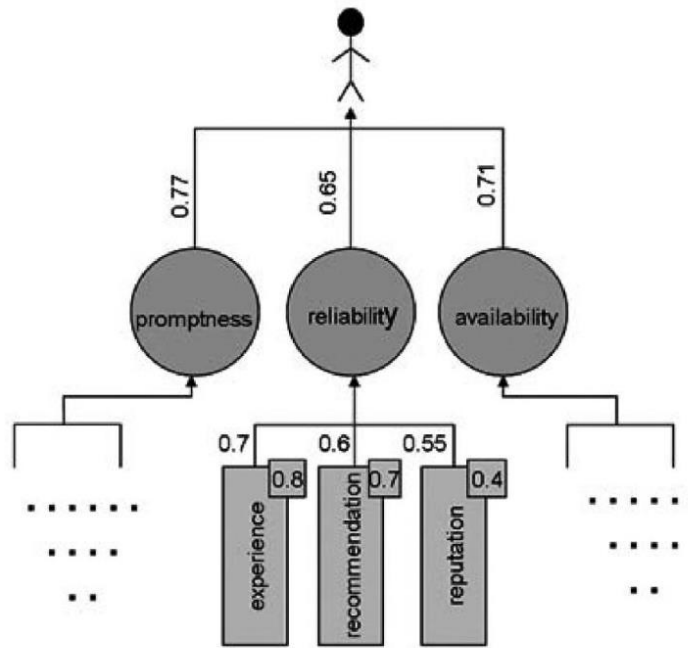 0.77
0.65
0.71
promptness
reliability
availability
0.7
0.6
0.55
0.8
0.7
0.4
experience
recommendation
reputation